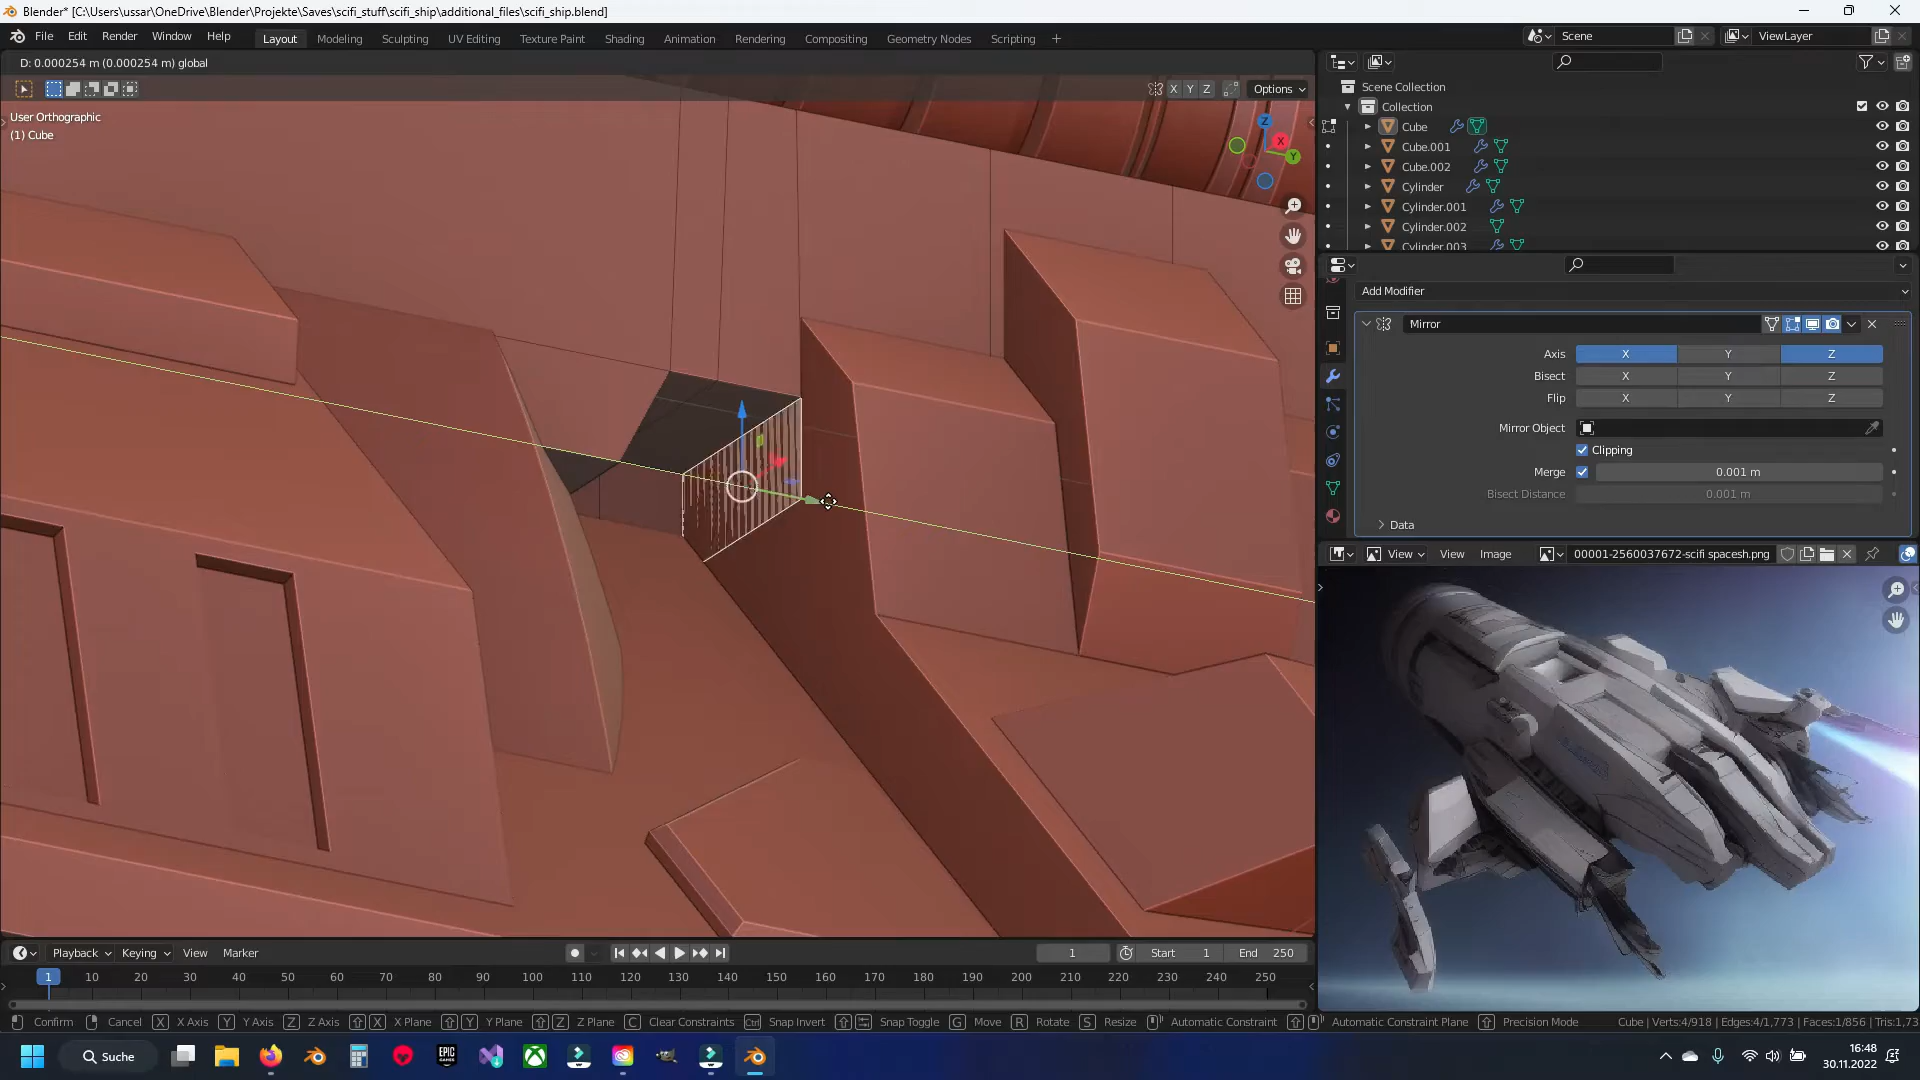 Blender* [C:\Users\ussar\OneDrive\Blender\Projekte\Saves\scifi_stuff\scifi_ship\additional_files\scifi_ship.blend]
File Edit Render Window Help Layout Modeling Sculpting UV Editing Texture Paint Shading Animation Rendering Compositing Geometry Nodes Scripting + Scene ViewLayer
D: 0.000254 m (0.000254 m) global
X Y Z Options
User Orthographic
(1) Cube
Z
X
Y
Scene Collection
Collection
Cube
Cube.001
Cube.002
Cylinder
Cylinder.001
Cylinder.002
Cylinder.003
Add Modifier
Mirror
Axis X Y Z
Bisect X Y Z
Flip X Y Z
Mirror Object
Clipping
Merge 0.001 m
Bisect Distance 0.001 m
Data
View View Image 00001-2560037672-scifi spacesh.png
Playback Keying View Marker 1 Start 1 End 250
1 10 20 30 40 50 60 70 80 90 100 110 120 130 140 150 160 170 180 190 200 210 220 230 240 250
Confirm Cancel X X Axis Y Y Axis Z Z Axis X X Plane Y Y Plane Z Z Plane C Clear Constraints Ctrl Snap Invert Snap Toggle G Move R Rotate S Resize Automatic Constraint Automatic Constraint Plane Precision Mode Cube | Verts:4/918 | Edges:4/1,773 | Faces:1/856 | Tris:1,73
Suche
EPIC GAMES
16:48
30.11.2022